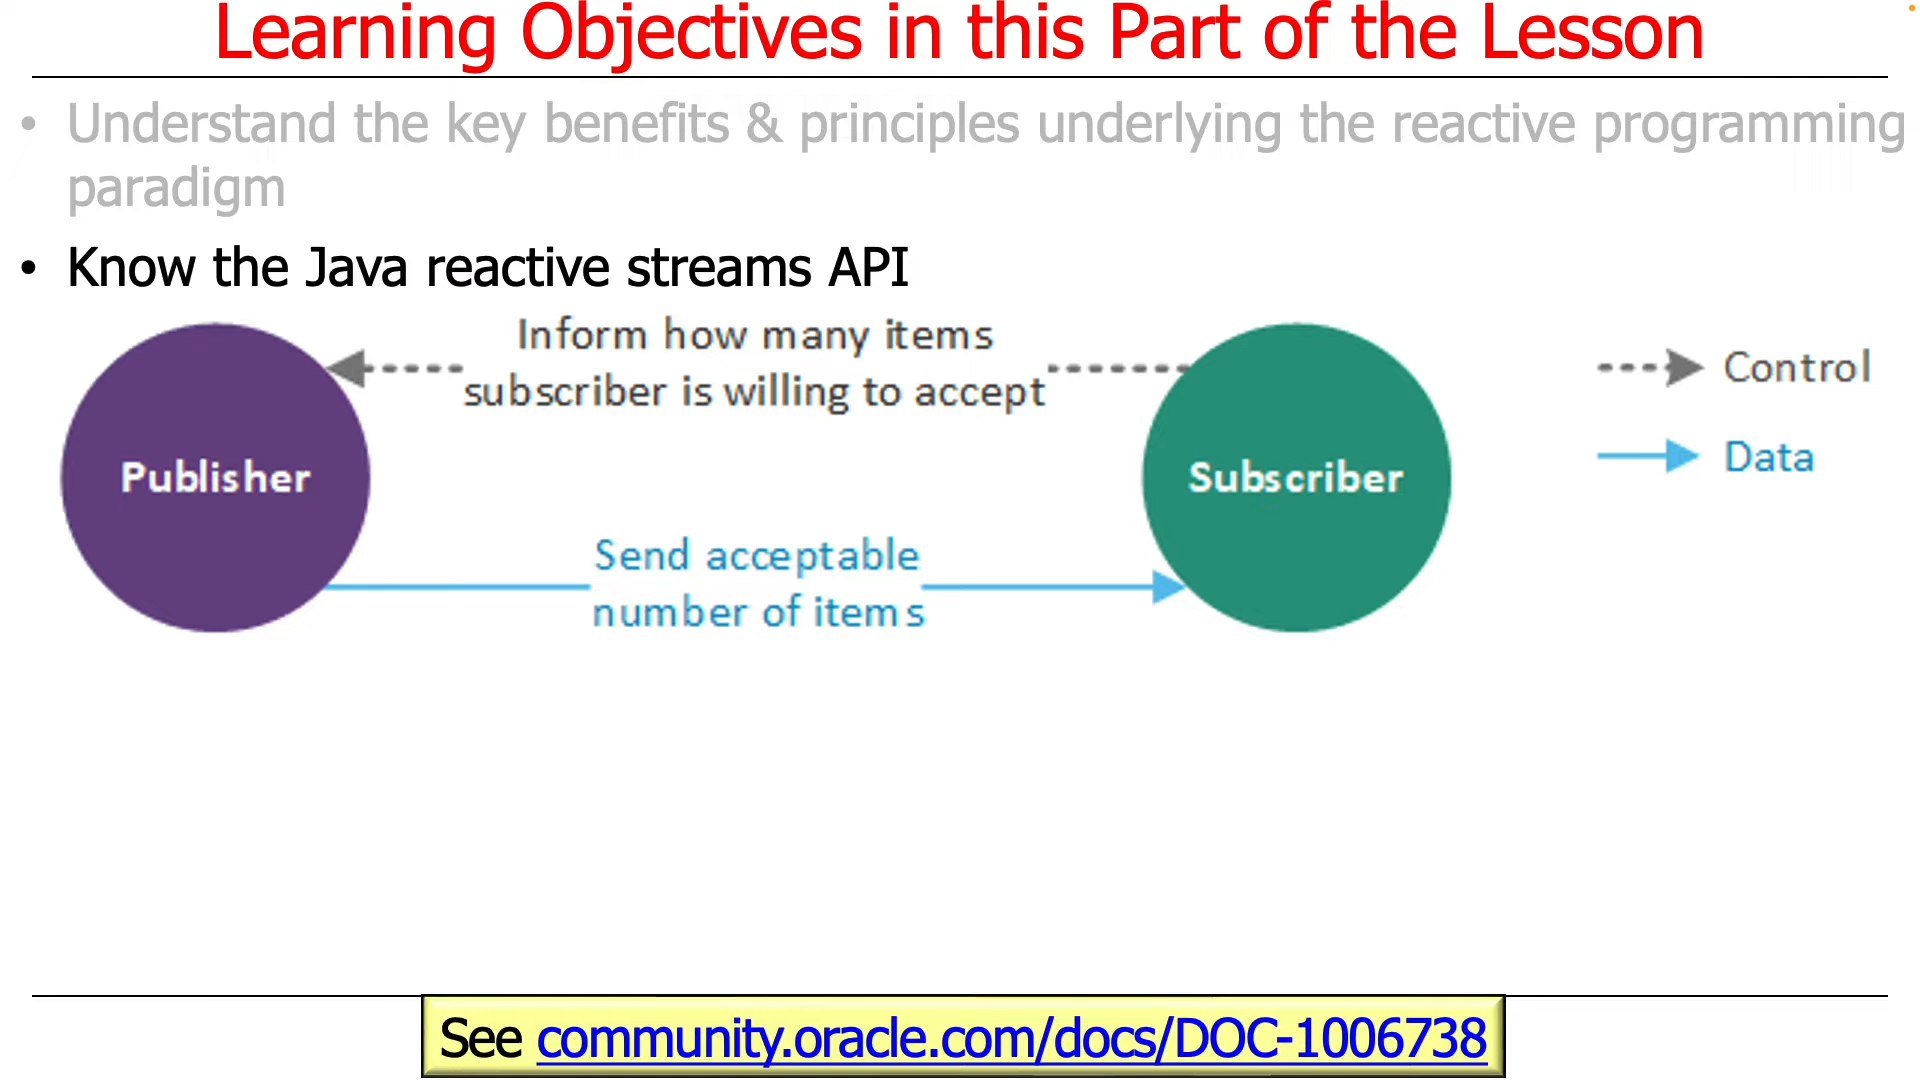 Learning Objectives in this Part of the Lesson
• Understand the key benefits & principles underlying the reactive programming
paradigm
• Know the Java reactive streams API
Inform how many items
subscriber is willing to accept
Control
Data
Publisher
Subscriber
Send acceptable
number of items
See community.oracle.com/docs/DOC-1006738